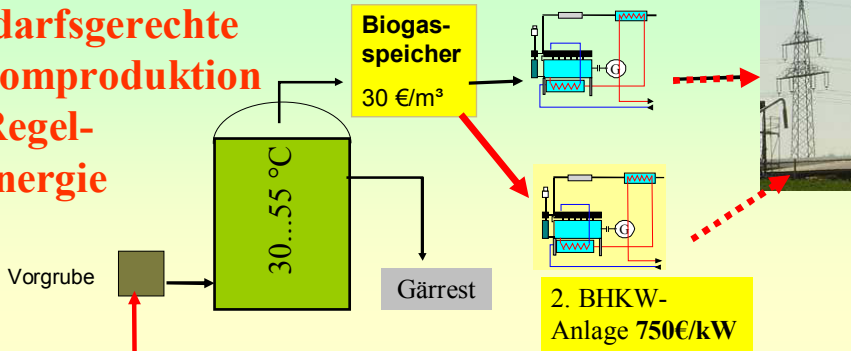 darfsgerechte
omproduktion
Regel-
nergie
Biogas-
speicher
30 €/m³
G
30...55 °C
Vorgrube
Gärrest
G
2. BHKW-
Anlage 750€/kW